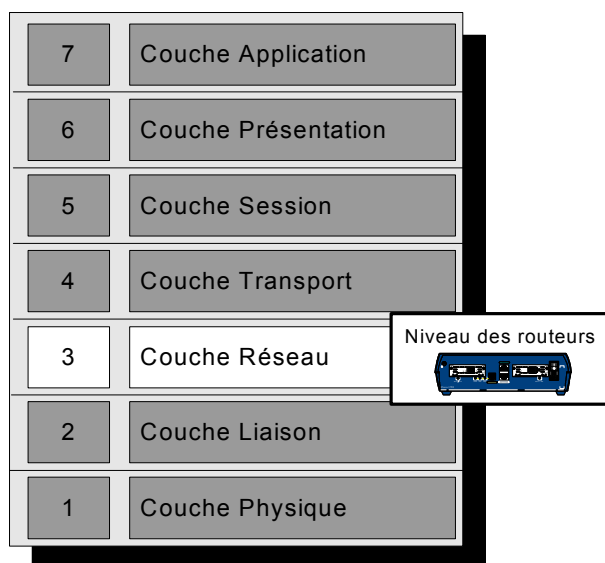 7 Couche Application
6 Couche Présentation
5 Couche Session
4 Couche Transport
Niveau des routeurs
3 Couche Réseau
2 Couche Liaison
1 Couche Physique